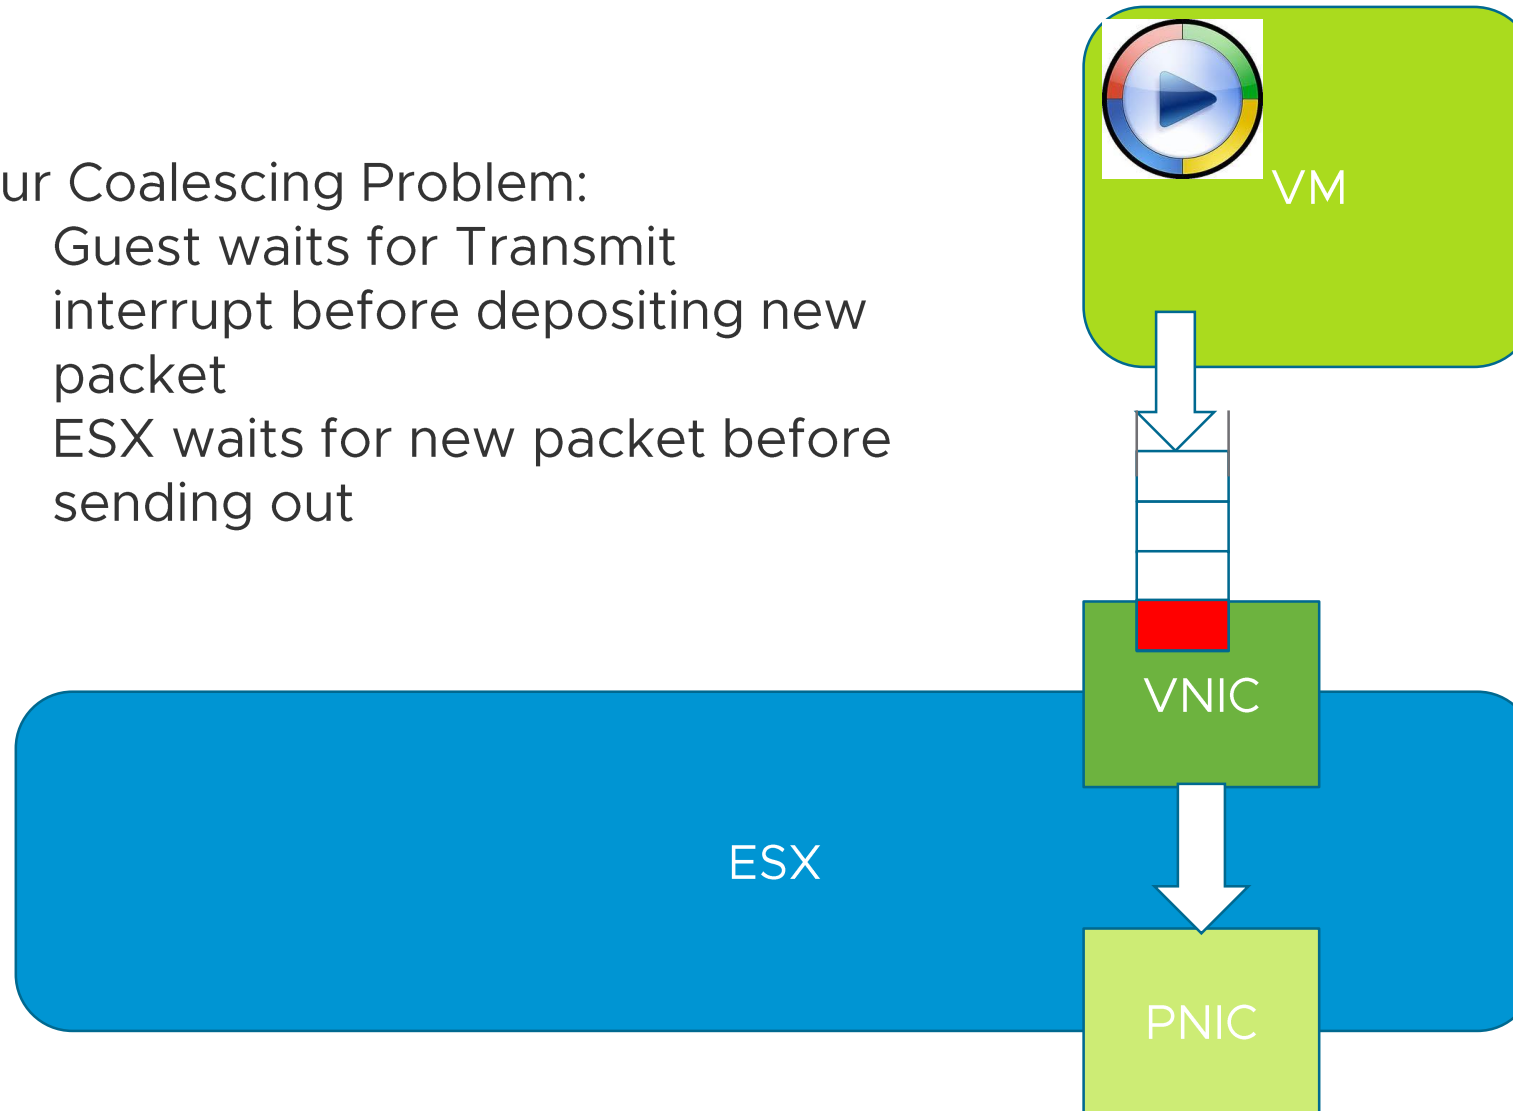 ur Coalescing Problem:
Guest waits for Transmit
interrupt before depositing new
packet
ESX waits for new packet before
sending out
VM
VNIC
ESX
PNIC